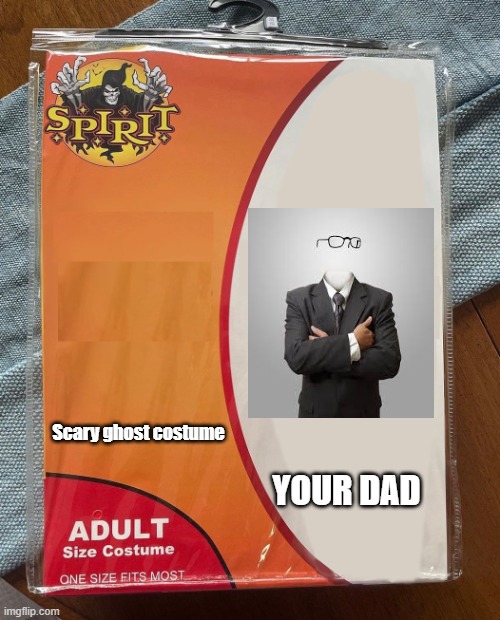 SPIRIT
Scary ghost costume
YOUR DAD
ADULT
Size Costume
ONE SIZE FITS MOST
imgflip.com